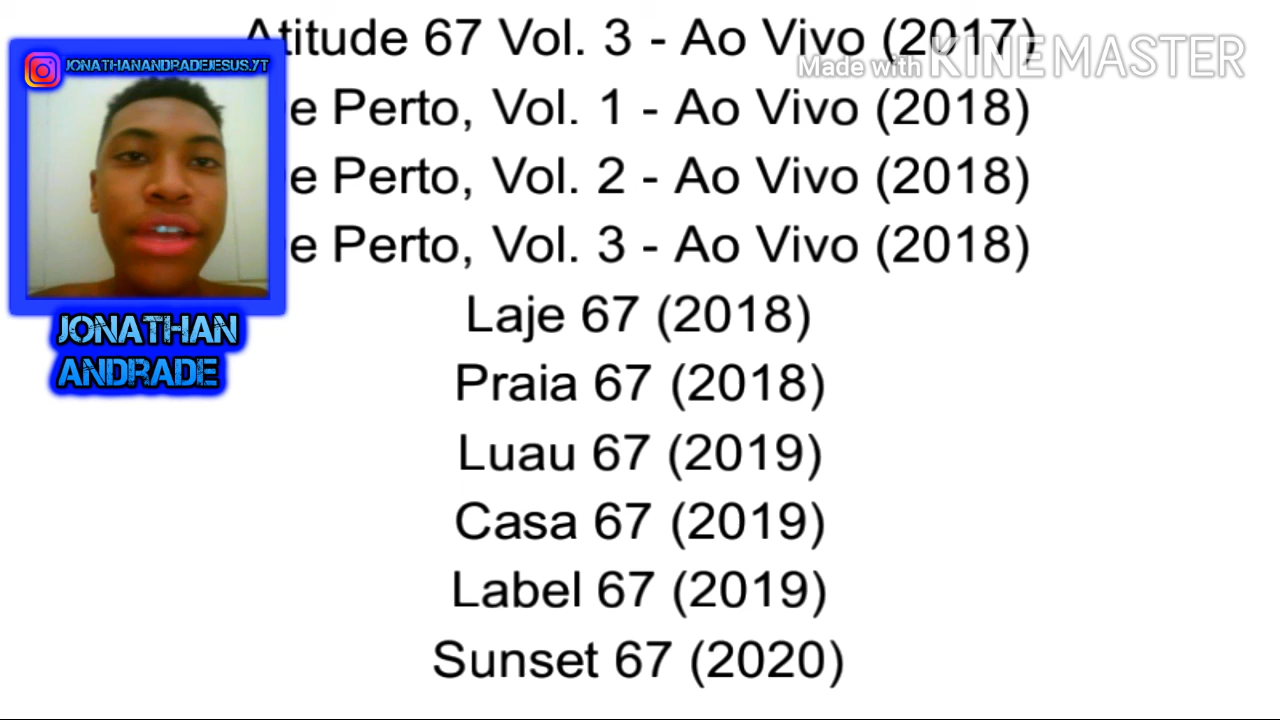 Atitude 67 Vol. 3 - Ao Vivo (2017)
Made with KINEMASTER
JONATHANANDRADEJESUS.YT
e Perto, Vol. 1 - Ao Vivo (2018)
e Perto, Vol. 2 - Ao Vivo (2018)
e Perto, Vol. 3 - Ao Vivo (2018)
Laje 67 (2018)
JONATHAN
ANDRADE
Praia 67 (2018)
Luau 67 (2019)
Casa 67 (2019)
Label 67 (2019)
Sunset 67 (2020)